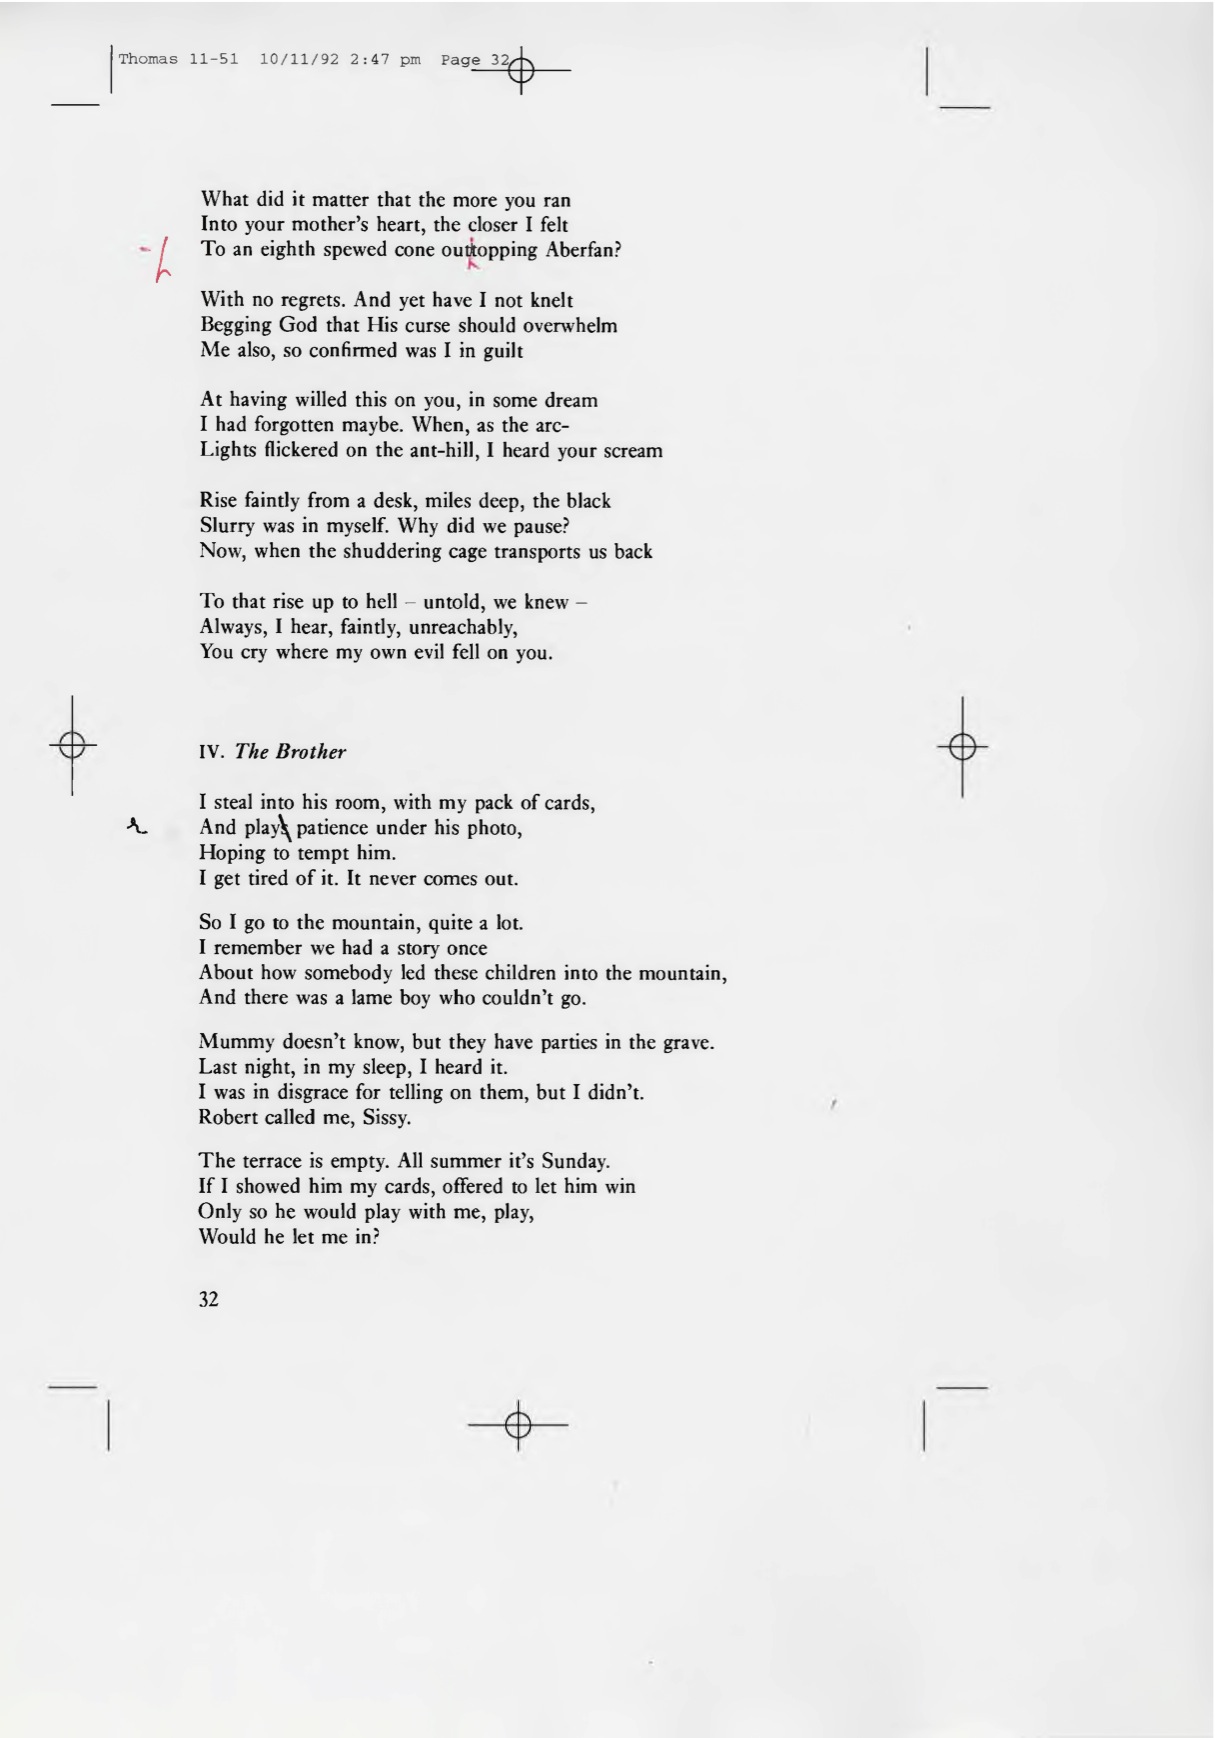 Thomas 11-51 10/11/92 2:47 pm Page 32
What did it matter that the more you ran
Into your mother's heart, the closer I felt
To an eighth spewed cone outtopping Aberfan?
With no regrets. And yet have I not knelt
Begging God that His curse should overwhelm
Me also, so confirmed was I in guilt
At having willed this on you, in some dream
I had forgotten maybe. When, as the arc-
Lights flickered on the ant-hill, I heard your scream
Rise faintly from a desk, miles deep, the black
Slurry was in myself. Why did we pause?
Now, when the shuddering cage transports us back
To that rise up to hell – untold, we knew –
Always, I hear, faintly, unreachably,
You cry where my own evil fell on you.
IV. The Brother
I steal into his room, with my pack of cards,
And plays patience under his photo,
Hoping to tempt him.
I get tired of it. It never comes out.
So I go to the mountain, quite a lot.
I remember we had a story once
About how somebody led these children into the mountain,
And there was a lame boy who couldn't go.
Mummy doesn't know, but they have parties in the grave.
Last night, in my sleep, I heard it.
I was in disgrace for telling on them, but I didn't.
Robert called me, Sissy.
The terrace is empty. All summer it's Sunday.
If I showed him my cards, offered to let him win
Only so he would play with me, play,
Would he let me in?
32